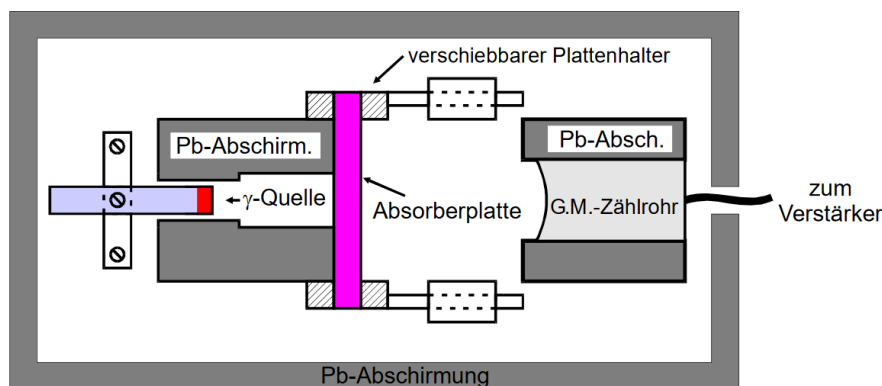 verschiebbarer Plattenhalter
Pb-Abschirm.
Pb-Absch.
γ-Quelle
Absorberplatte
G.M.-Zählrohr
zum
Verstärker
Pb-Abschirmung